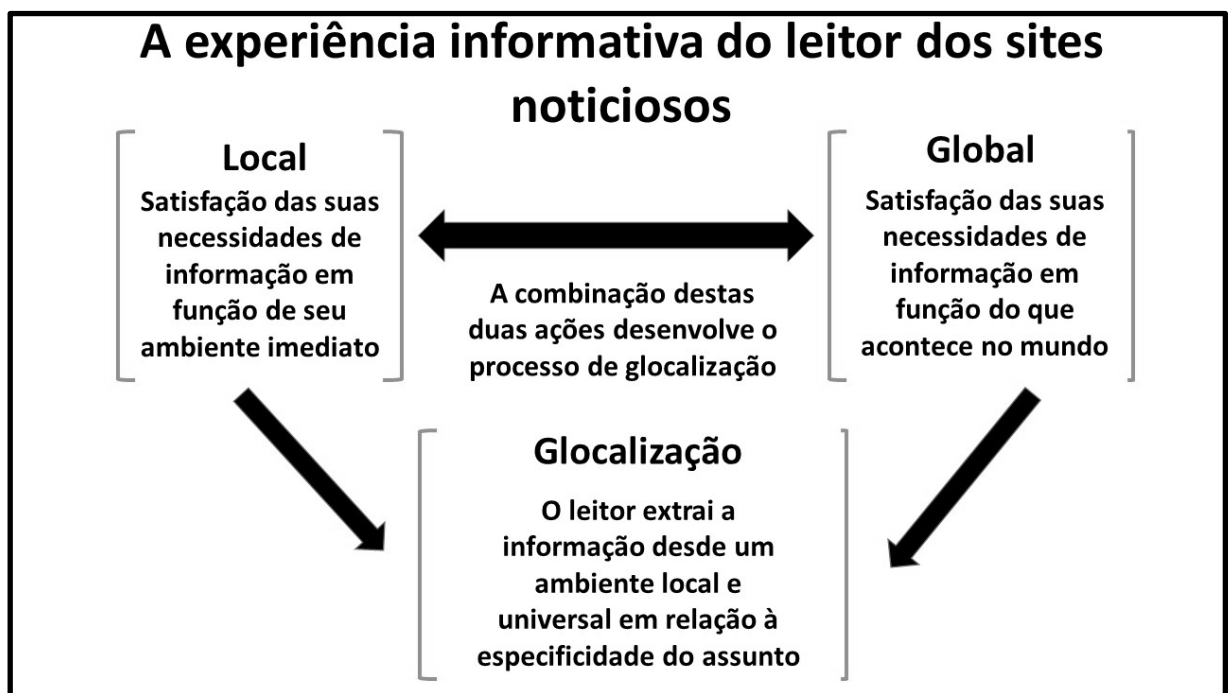 A experiência informativa do leitor dos sites
noticiosos
Local
Satisfação das suas
necessidades de
informação em
função de seu
ambiente imediato
A combinação destas
duas ações desenvolve o
processo de glocalização
Global
Satisfação das suas
necessidades de
informação em
função do que
acontece no mundo
Glocalização
O leitor extrai a
informação desde um
ambiente local e
universal em relação à
especificidade do assunto